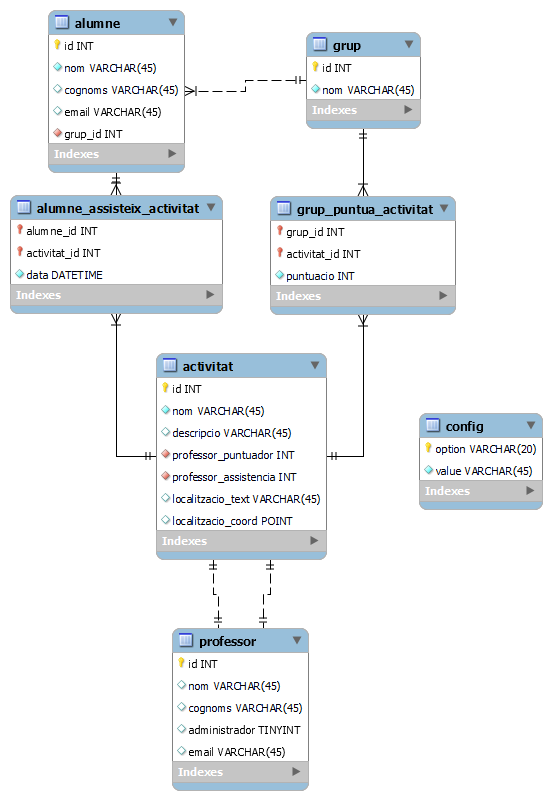 alumne
id INT
nom VARCHAR(45)
cognoms VARCHAR(45)
email VARCHAR(45)
grup_id INT
Indexes
grup
id INT
nom VARCHAR(45)
Indexes
alumne_assisteix_activitat
alumne_id INT
activitat_id INT
data DATETIME
Indexes
grup_puntua_activitat
grup_id INT
activitat_id INT
puntuacio INT
Indexes
activitat
id INT
nom VARCHAR(45)
descripcio VARCHAR(45)
professor_puntuador INT
professor_assistencia INT
localitzacio_text VARCHAR(45)
localitzacio_coord POINT
Indexes
config
option VARCHAR(20)
value VARCHAR(45)
Indexes
professor
id INT
nom VARCHAR(45)
cognoms VARCHAR(45)
administrador TINYINT
email VARCHAR(45)
Indexes